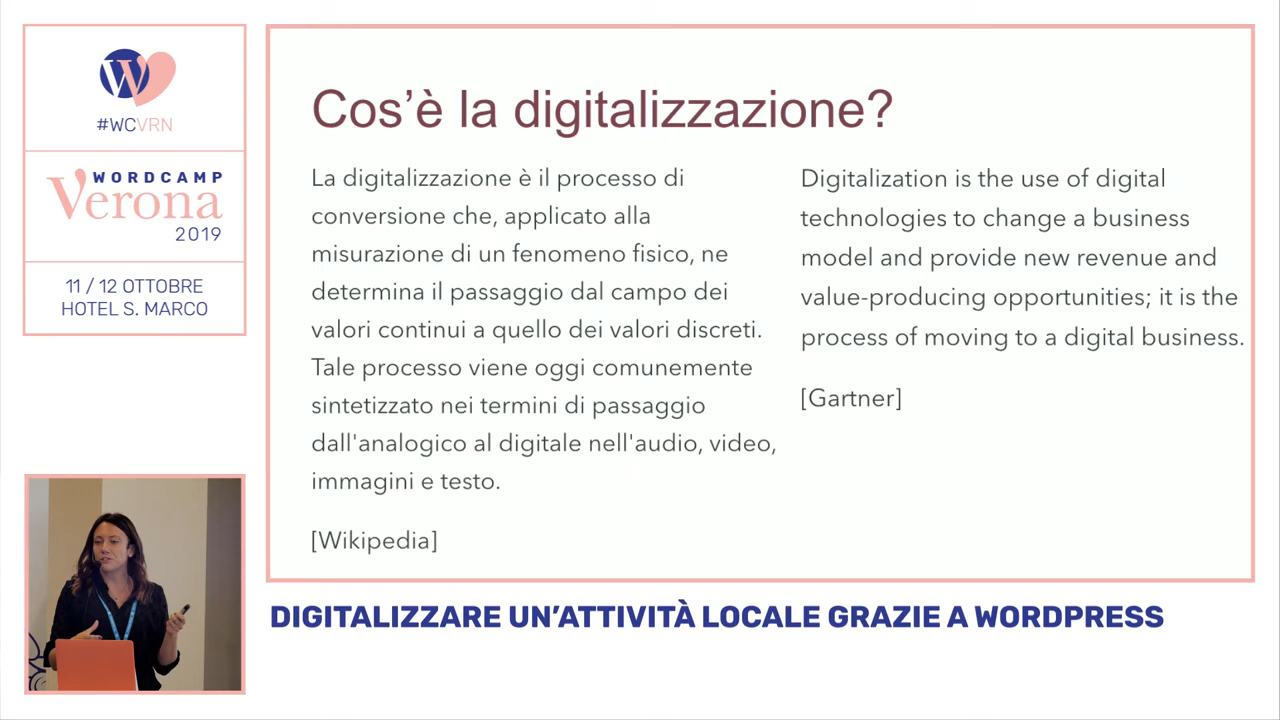 #WCVRN
WORDCAMP
Verona
2019
11 / 12 OTTOBRE
HOTEL S. MARCO
Cos’è la digitalizzazione?
La digitalizzazione è il processo di
conversione che, applicato alla
misurazione di un fenomeno fisico, ne
determina il passaggio dal campo dei
valori continui a quello dei valori discreti.
Tale processo viene oggi comunemente
sintetizzato nei termini di passaggio
dall'analogico al digitale nell'audio, video,
immagini e testo.
[Wikipedia]
Digitalization is the use of digital
technologies to change a business
model and provide new revenue and
value-producing opportunities; it is the
process of moving to a digital business.
[Gartner]
DIGITALIZZARE UN’ATTIVITÀ LOCALE GRAZIE A WORDPRESS